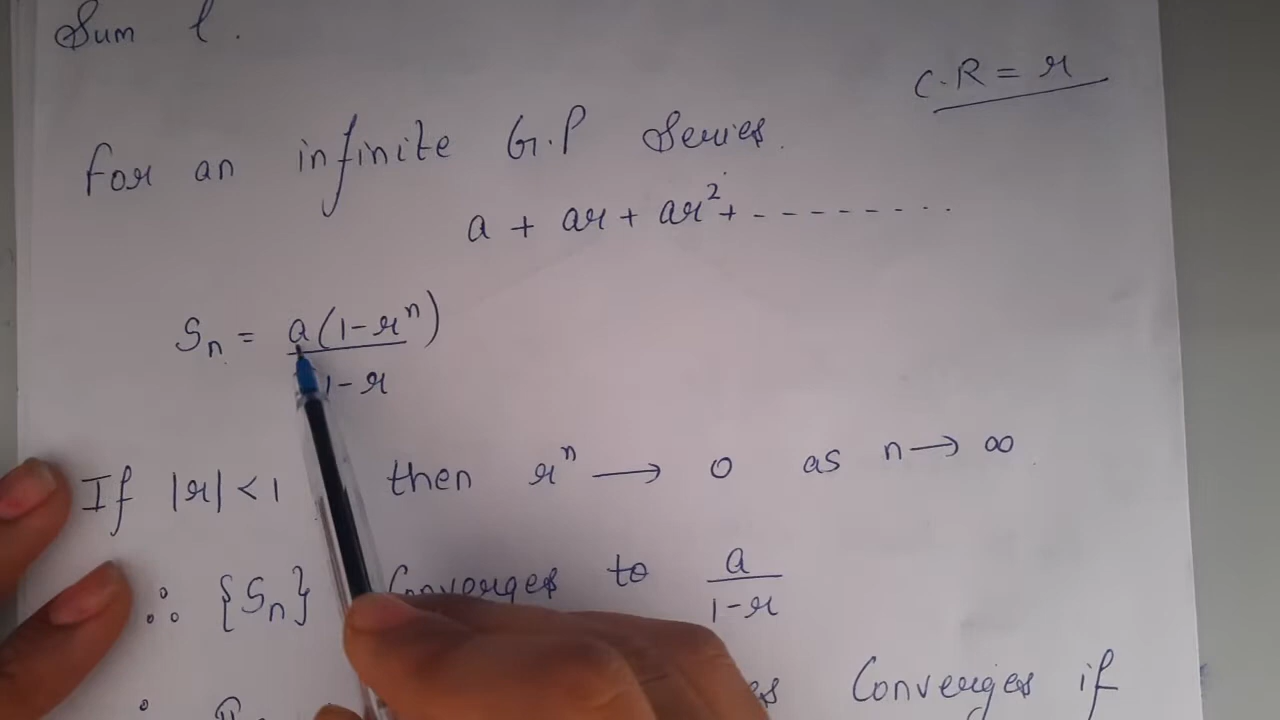 Sum l.
C.R = r
For an infinite G.P Series.
a + ar + ar² + - - - - - - - . .
Sₙ = a(1-rⁿ)
1-r
If |r| < 1 then rⁿ → 0 as n → ∞
∴ {Sₙ} Converges to a/1-r
Converges if